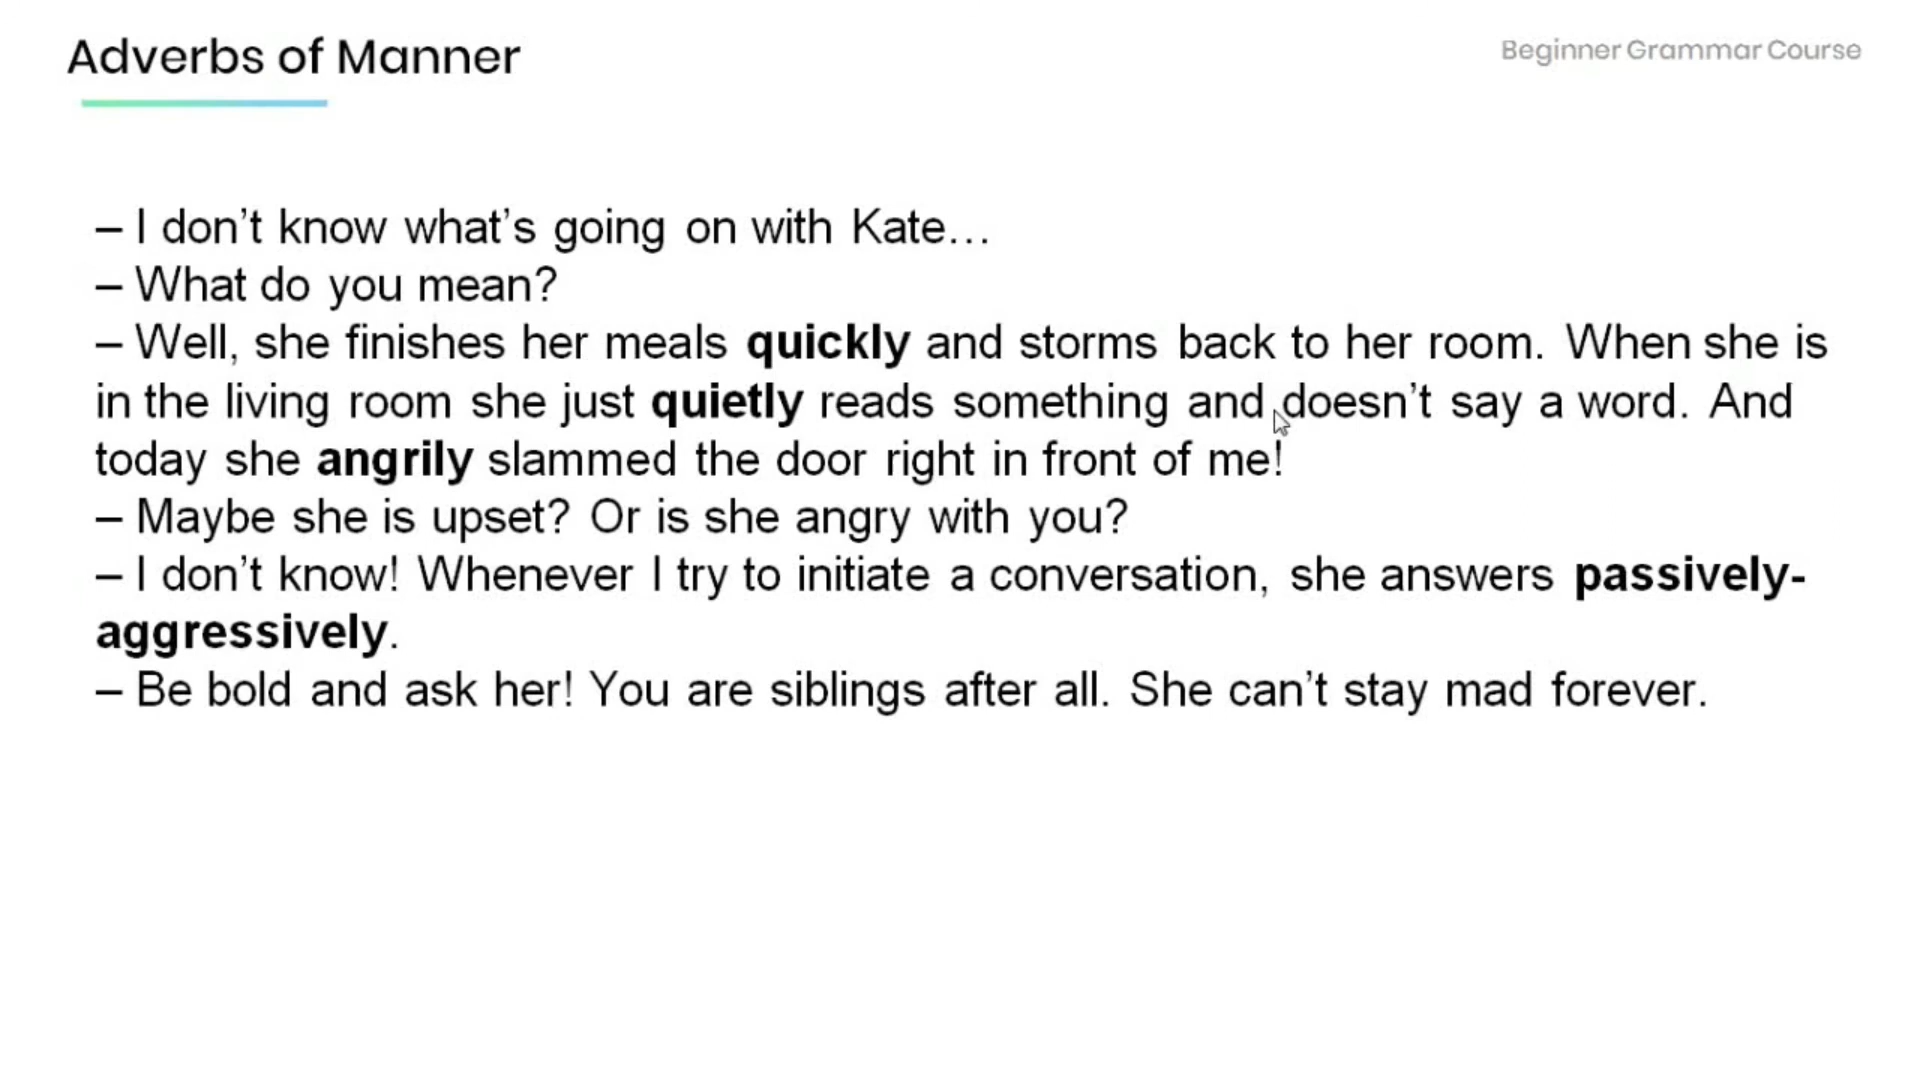 Adverbs of Manner
Beginner Grammar Course
– I don’t know what’s going on with Kate…
– What do you mean?
– Well, she finishes her meals quickly and storms back to her room. When she is
in the living room she just quietly reads something and doesn’t say a word. And
today she angrily slammed the door right in front of me!
– Maybe she is upset? Or is she angry with you?
– I don’t know! Whenever I try to initiate a conversation, she answers passively-
aggressively.
– Be bold and ask her! You are siblings after all. She can’t stay mad forever.